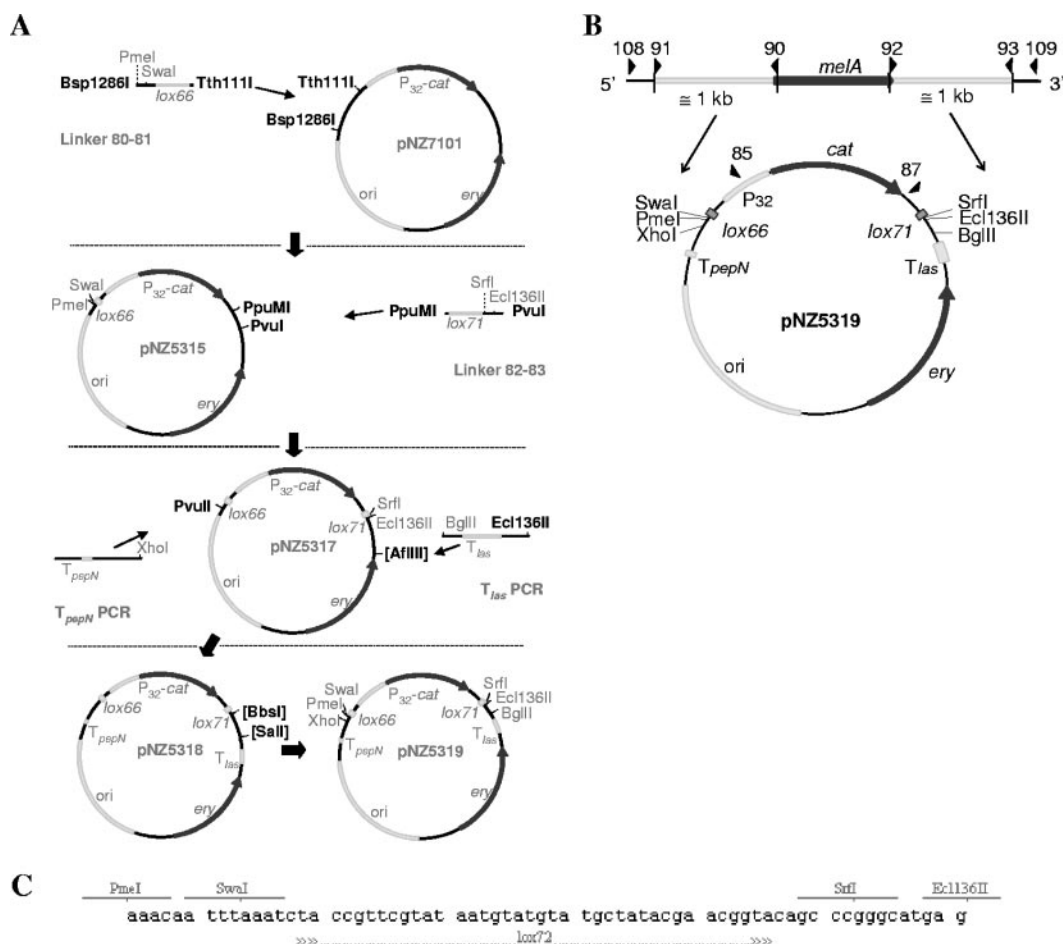 A
PmeI
SwaI
Bsp1286I
lox66
Tth111I
Linker 80-81
Tth111I
P32-cat
Bsp1286I
pNZ7101
ori
ery
SwaI
PmeI
lox66
P32-cat
PpuMI
PvuI
pNZ5315
ori
ery
SrfI
Ecl136II
PpuMI
lox71
PvuI
Linker 82-83
PvuII
lox66
P32-cat
SrfI
lox71
Ecl136II
pNZ5317
[AflIII]
ori
ery
XhoI
TpepN
TpepN PCR
BglII
Ecl136II
Tlas
Tlas PCR
P32-cat
lox66
lox71
[BbsI]
[SalI]
TpepN
pNZ5318
Tlas
ori
ery
SwaI
PmeI
XhoI
lox66
P32-cat
SrfI
Ecl136II
lox71
BglII
TpepN
pNZ5319
Tlas
ori
ery
B
108 91 90 92 93 109
5' melA 3'
≅ 1 kb ≅ 1 kb
85
cat
87
SwaI
PmeI
XhoI
P32
lox66
lox71
SrfI
Ecl136II
BglII
TpepN
Tlas
pNZ5319
ori
ery
C
PmeI SwaI SrfI Ecl136II
aaacaa atttaaatcta ccgttcgtat aatgtatgta tgctatacga acggtacagc ccgggcatga g
lox72